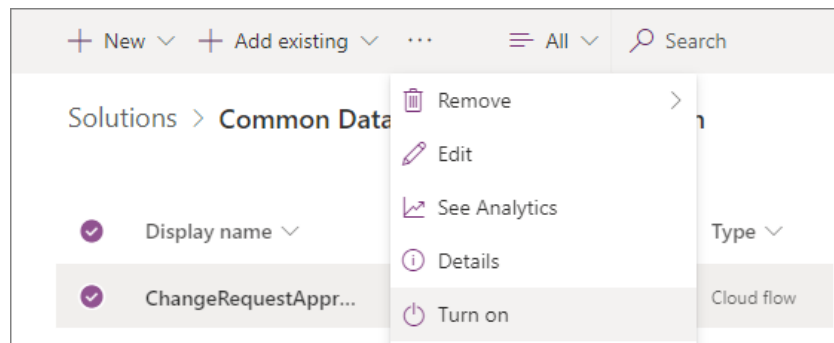 New Add existing ... All Search
Remove
Solutions > Common Data
Edit
See Analytics
Display name Type
Details
ChangeRequestAppr... Cloud flow
Turn on